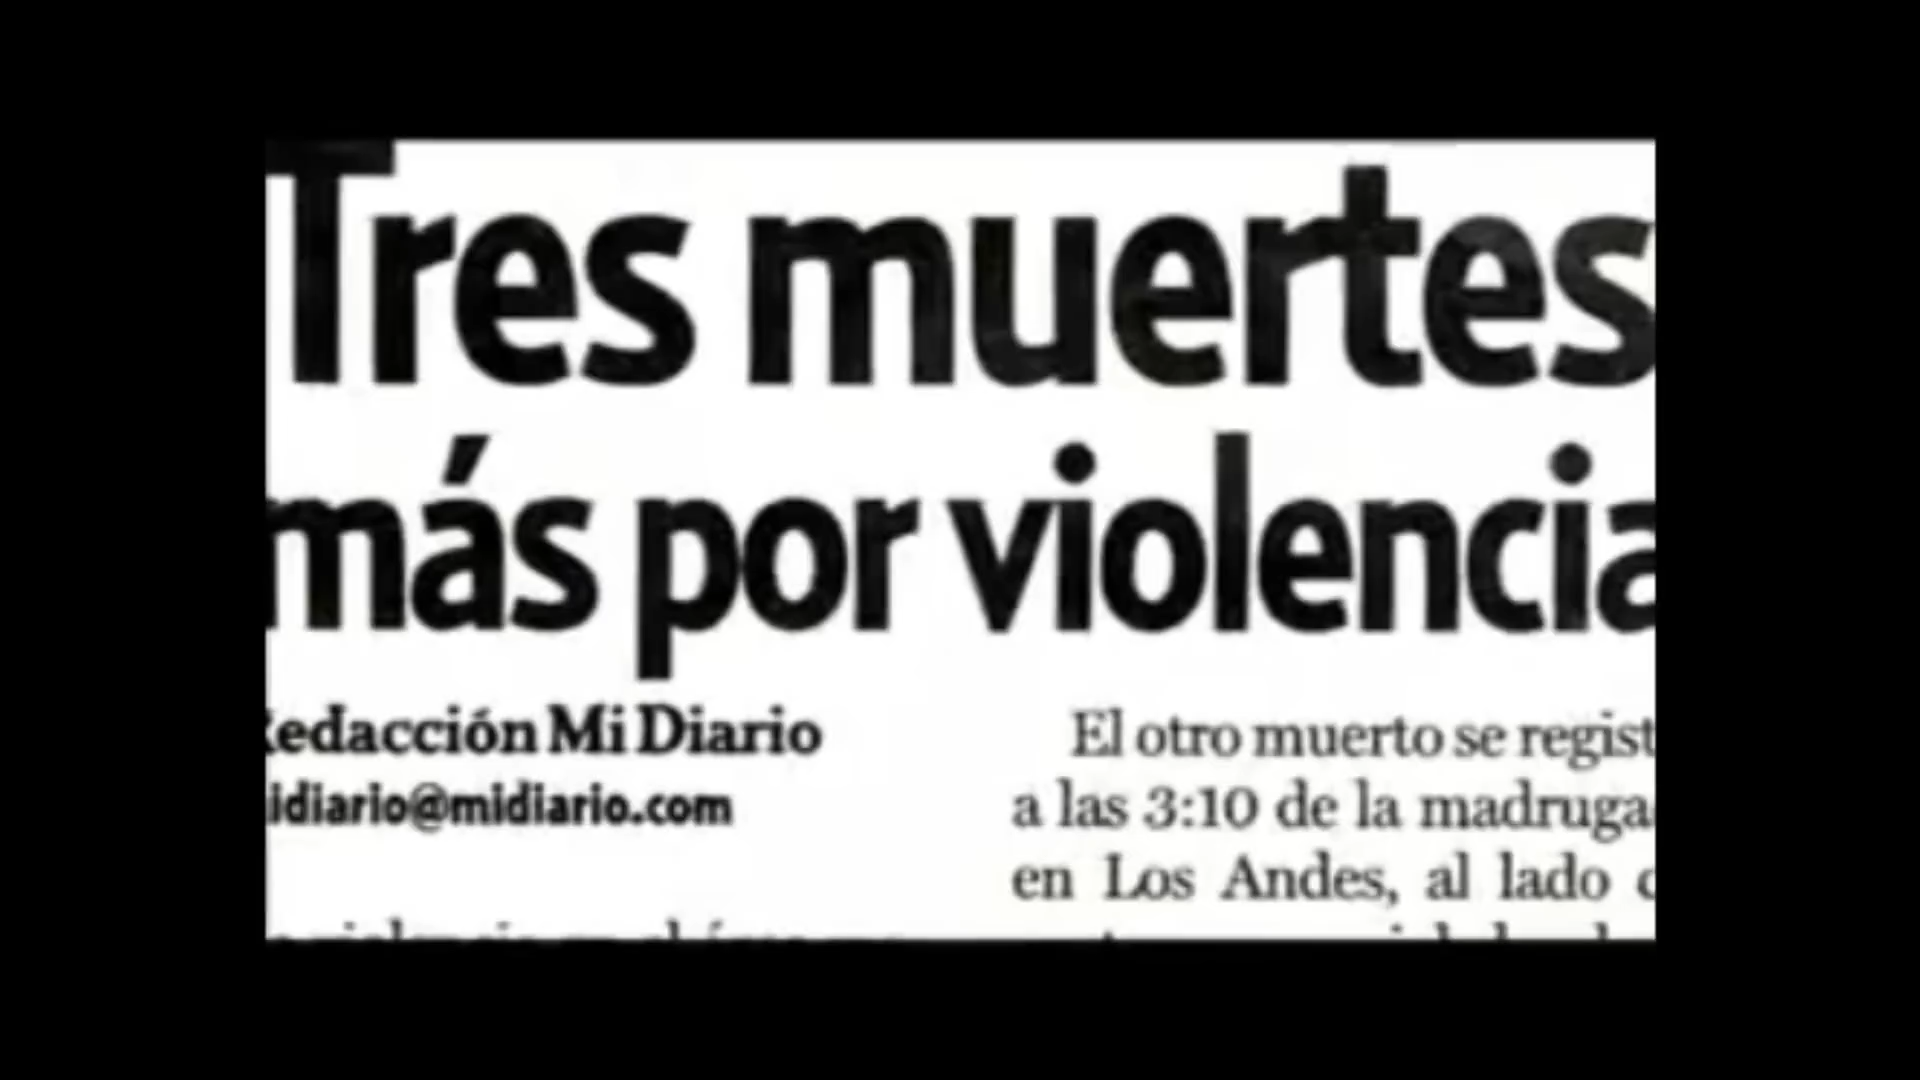 Tres muertes
más por violencia
Redacción Mi Diario
midiario@midiario.com
El otro muerto se regist
a las 3:10 de la madruga
en Los Andes, al lado